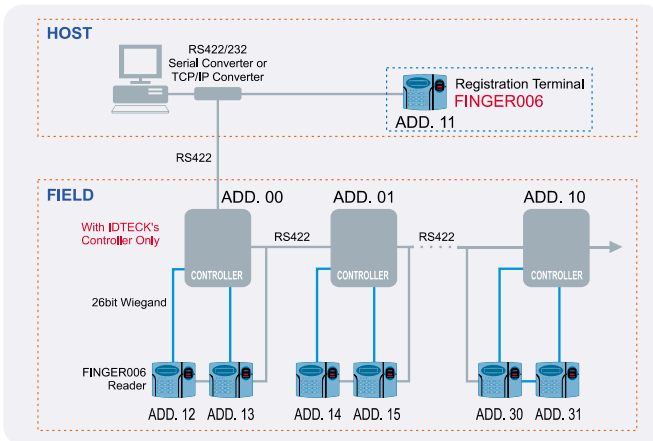 HOST
RS422/232
Serial Converter or
TCP/IP Converter
Registration Terminal
FINGER006
ADD. 11
RS422
FIELD
ADD. 00
ADD. 01
ADD. 10
With IDTECK's
Controller Only
RS422
RS422
CONTROLLER
CONTROLLER
CONTROLLER
26bit Wiegand
FINGER006
Reader
ADD. 12
ADD. 13
ADD. 14
ADD. 15
ADD. 30
ADD. 31